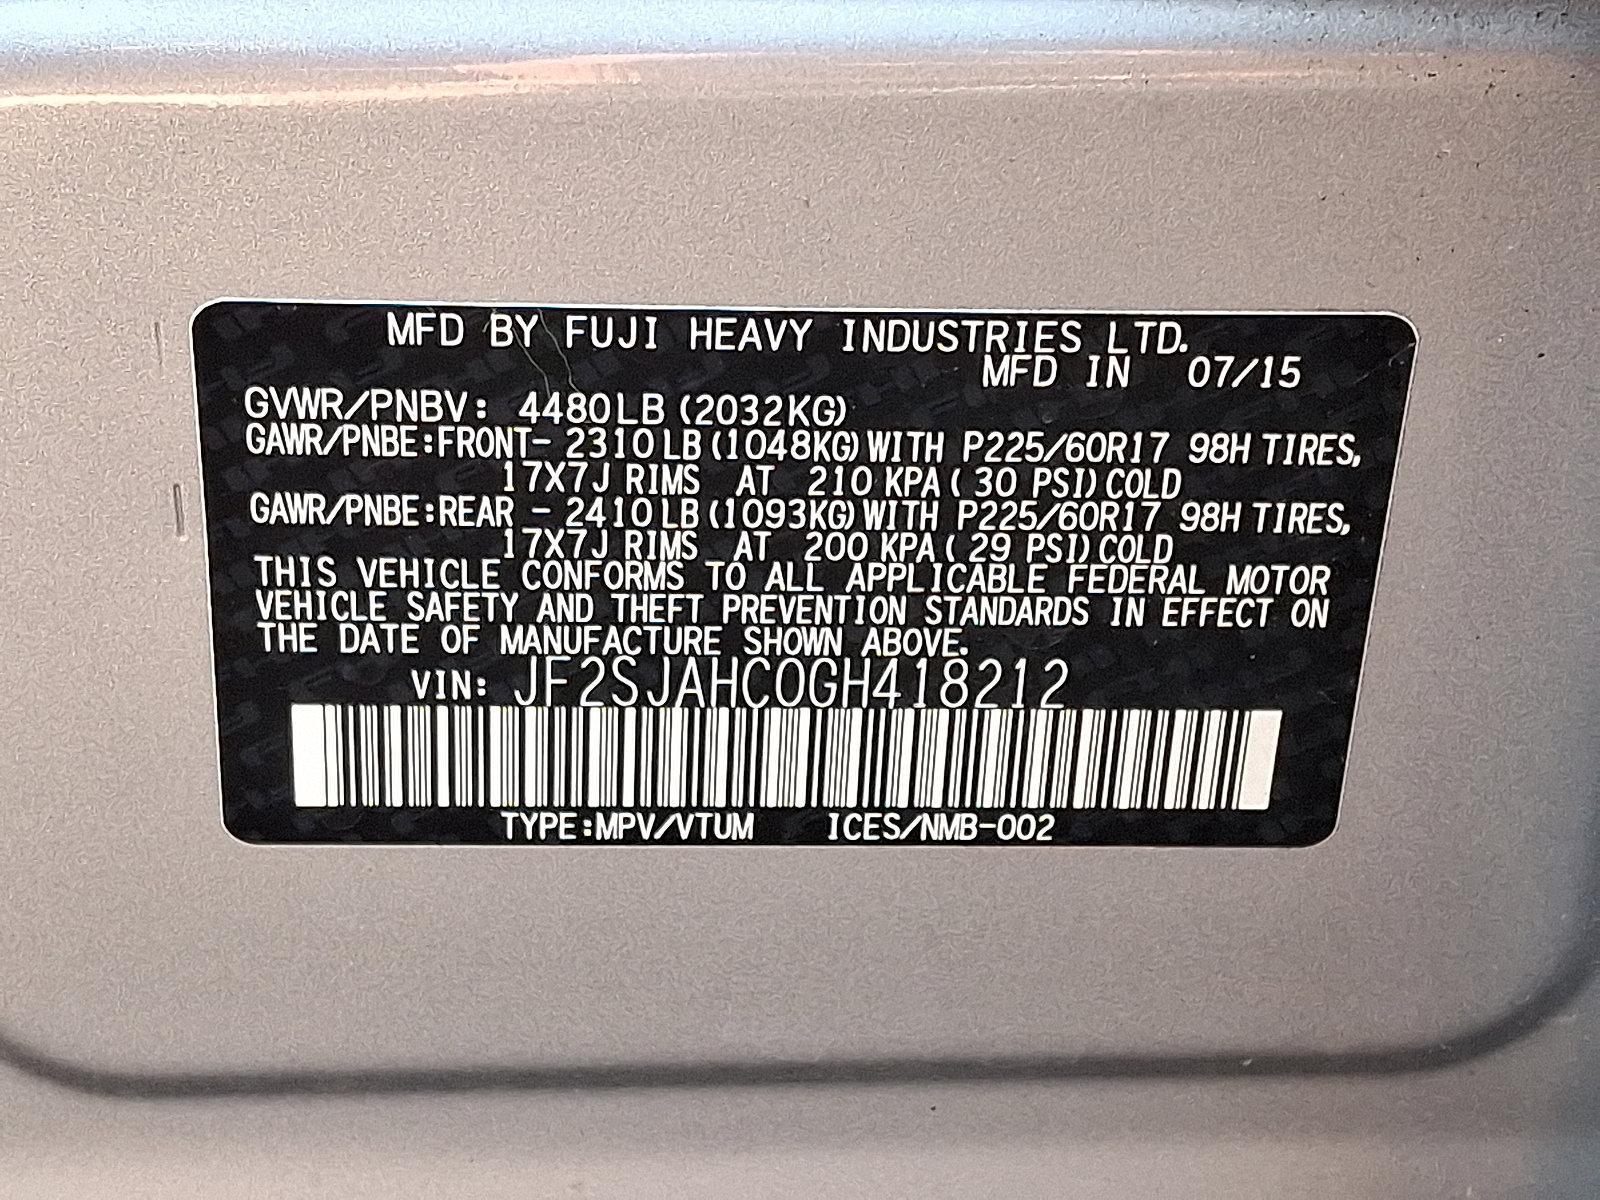 MFD BY FUJI HEAVY INDUSTRIES LTD.
MFD IN 07/15
GVWR/PNBV: 4480LB (2032KG)
GAWR/PNBE:FRONT- 2310 LB (1048KG) WITH P225/60R17 98H TIRES,
17X7J RIMS AT 210 KPA ( 30 PSI) COLD
GAWR/PNBE:REAR - 2410 LB (1093KG) WITH P225/60R17 98H TIRES,
17X7J RIMS AT 200 KPA ( 29 PSI) COLD
THIS VEHICLE CONFORMS TO ALL APPLICABLE FEDERAL MOTOR
VEHICLE SAFETY AND THEFT PREVENTION STANDARDS IN EFFECT ON
THE DATE OF MANUFACTURE SHOWN ABOVE.
VIN: JF2SJAHC0GH418212
TYPE:MPV/VTUM ICES/NMB-002